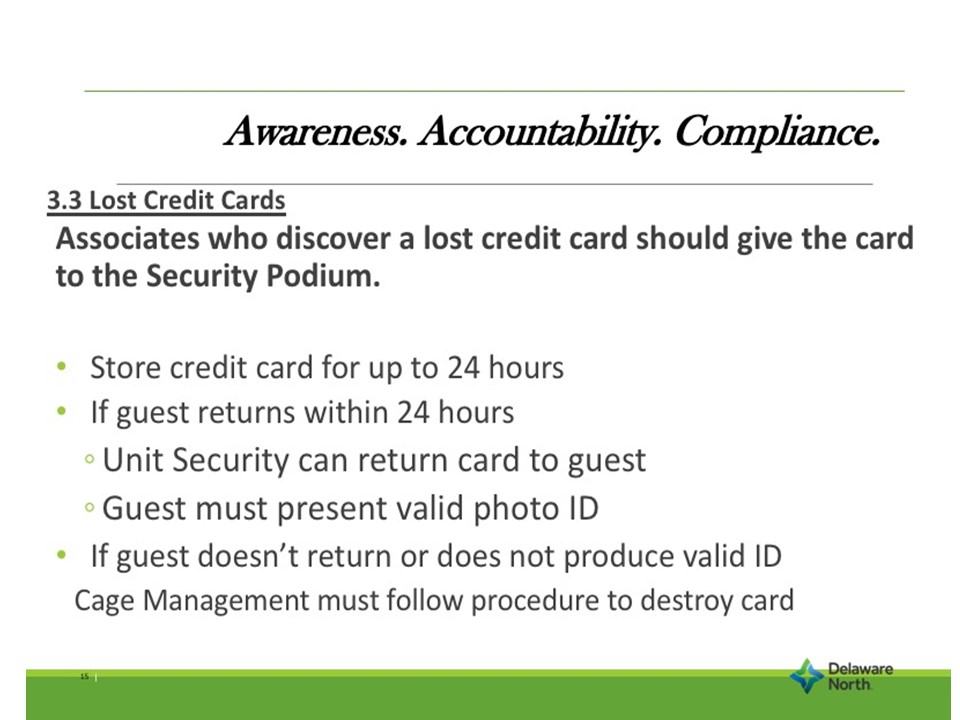 Awareness. Accountability. Compliance.
3.3 Lost Credit Cards
Associates who discover a lost credit card should give the card
to the Security Podium.
• Store credit card for up to 24 hours
• If guest returns within 24 hours
◦ Unit Security can return card to guest
◦ Guest must present valid photo ID
• If guest doesn’t return or does not produce valid ID
Cage Management must follow procedure to destroy card
15 |
Delaware
North.